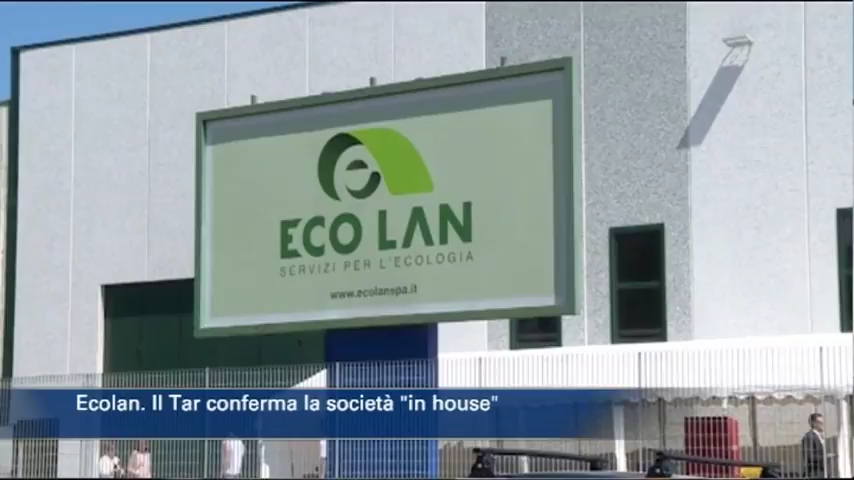 e
ECO LAN
SERVIZI PER L'ECOLOGIA
www.ecolanspa.it
Ecolan. Il Tar conferma la società "in house"